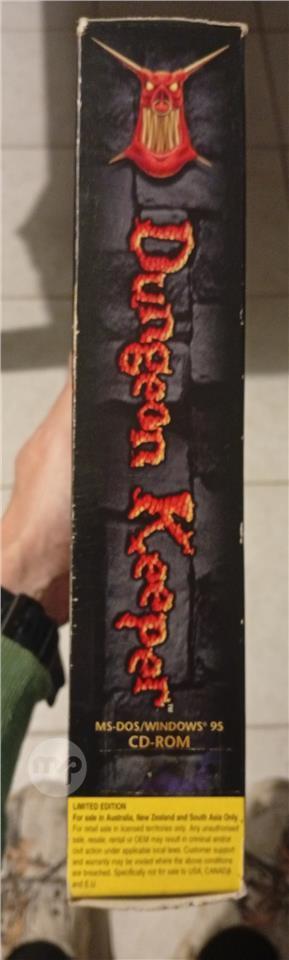 Dungeon Keeper™
MS-DOS/WINDOWS® 95
CD-ROM
LIMITED EDITION
For sale in Australia, New Zealand and South Asia Only.
For retail sale in licensed territories only. Any unauthorised
sale, resale, rental or OEM may result in criminal and/or
civil action under applicable local laws. Customer support
and warranty may be voided where the above conditions
are breached. Specifically not for sale to USA, CANADA
and E.U.
mp